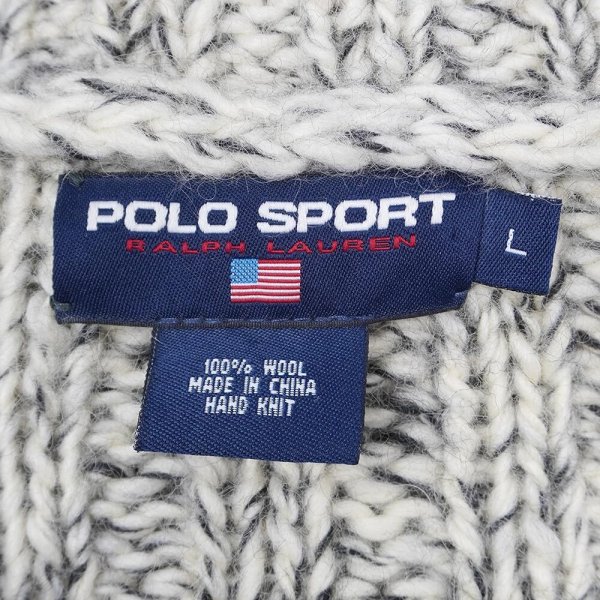 POLO SPORT
RALPH LAUREN
L
100% WOOL
MADE IN CHINA
HAND KNIT